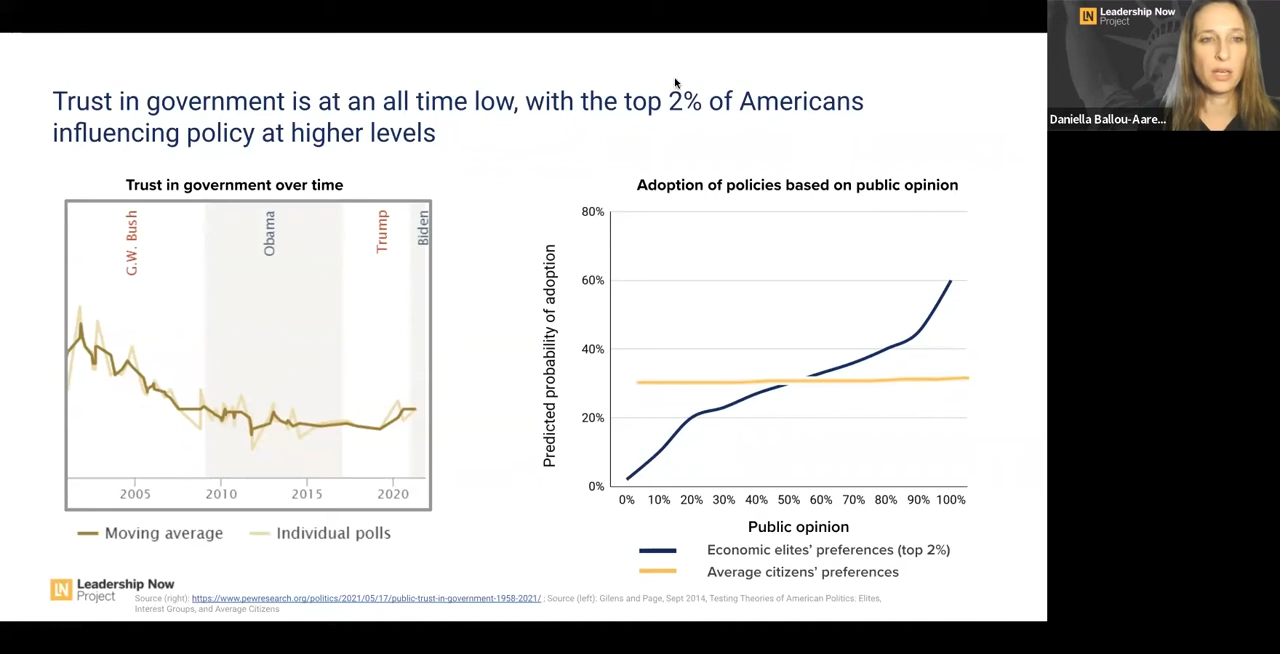 Trust in government is at an all time low, with the top 2% of Americans
influencing policy at higher levels
Trust in government over time
G.W. Bush
Obama
Trump
Biden
2005 2010 2015 2020
Moving average Individual polls
Adoption of policies based on public opinion
Predicted probability of adoption
80%
60%
40%
20%
0%
0% 10% 20% 30% 40% 50% 60% 70% 80% 90% 100%
Public opinion
Economic elites' preferences (top 2%)
Average citizens' preferences
LN Leadership Now
Project
Source (right): https://www.pewresearch.org/politics/2021/05/17/public-trust-in-government-1958-2021/ ; Source (left). Gilens and Page, Sept 2014, Testing Theories of American Politics: Elites,
Interest Groups, and Average Citizens
LN Leadership Now
Project
Daniella Ballou-Aare...